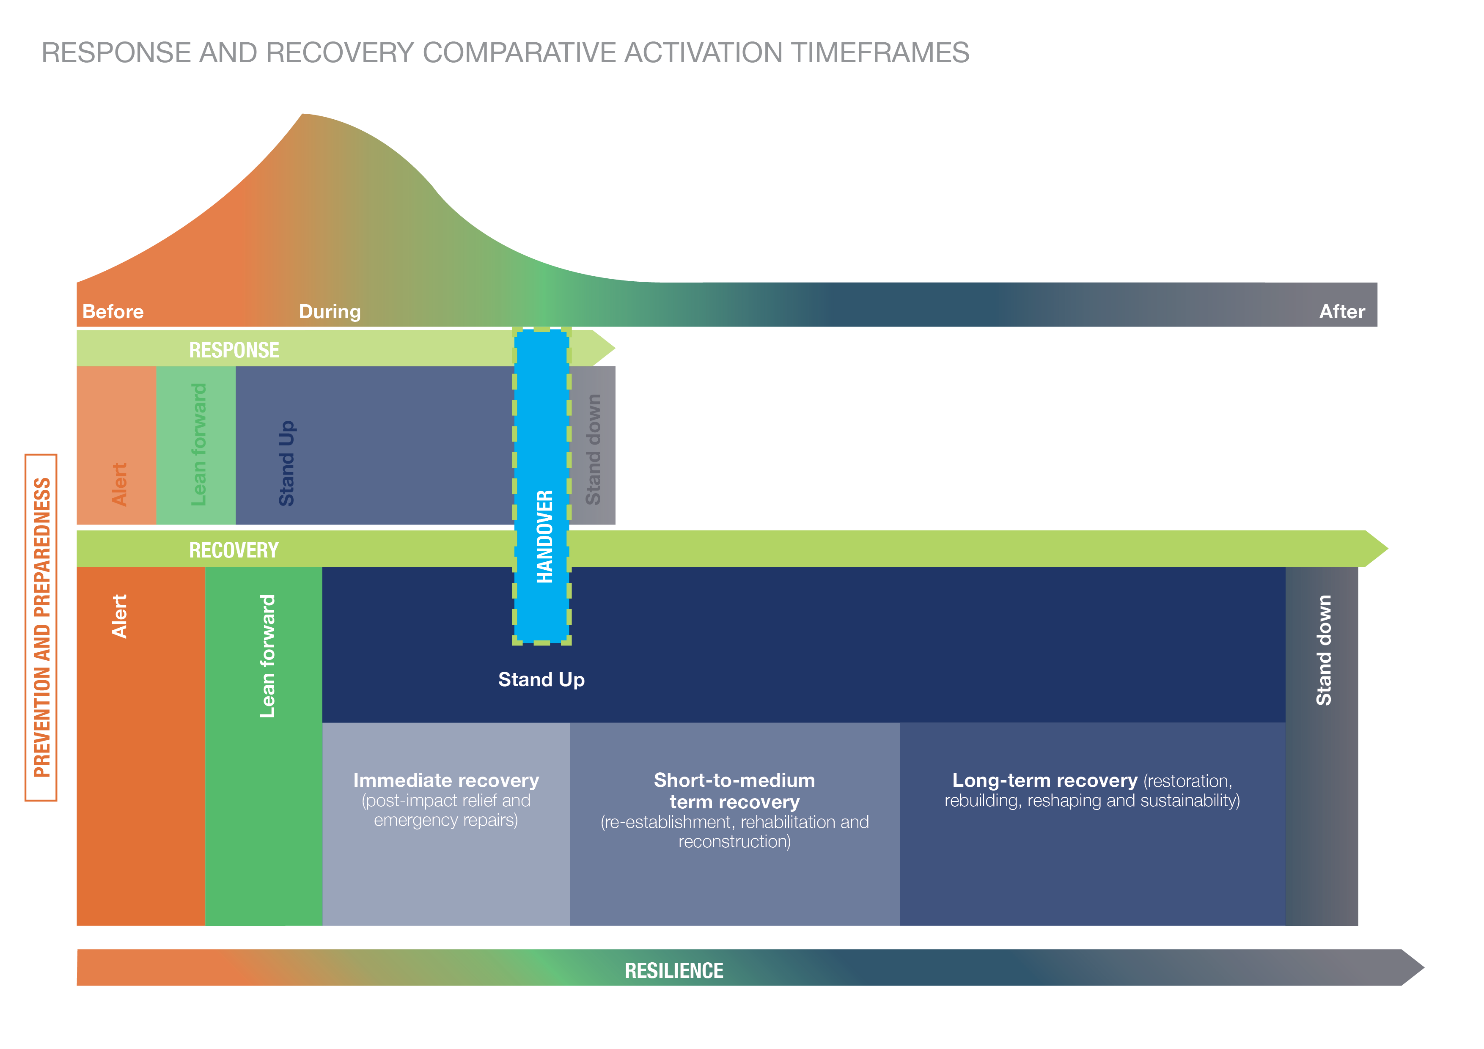 RESPONSE AND RECOVERY COMPARATIVE ACTIVATION TIMEFRAMES
Before
During
After
RESPONSE
Alert
Lean forward
Stand Up
HANDOVER
Stand down
PREVENTION AND PREPAREDNESS
RECOVERY
Alert
Lean forward
Stand Up
Stand down
Immediate recovery
(post-impact relief and
emergency repairs)
Short-to-medium
term recovery
(re-establishment, rehabilitation and
reconstruction)
Long-term recovery (restoration,
rebuilding, reshaping and sustainability)
RESILIENCE